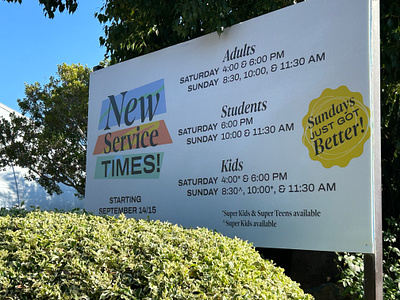 New
Service
TIMES!
STARTING
SEPTEMBER 14/15
Adults
SATURDAY 4:00 & 6:00 PM
SUNDAY 8:30, 10:00, & 11:30 AM
Students
SATURDAY 6:00 PM
SUNDAY 10:00 & 11:30 AM
Kids
SATURDAY 4:00* & 6:00 PM
SUNDAY 8:30^, 10:00*, & 11:30 AM
*Super Kids & Super Teens available
^Super Kids available
Sundays
JUST GOT
Better!